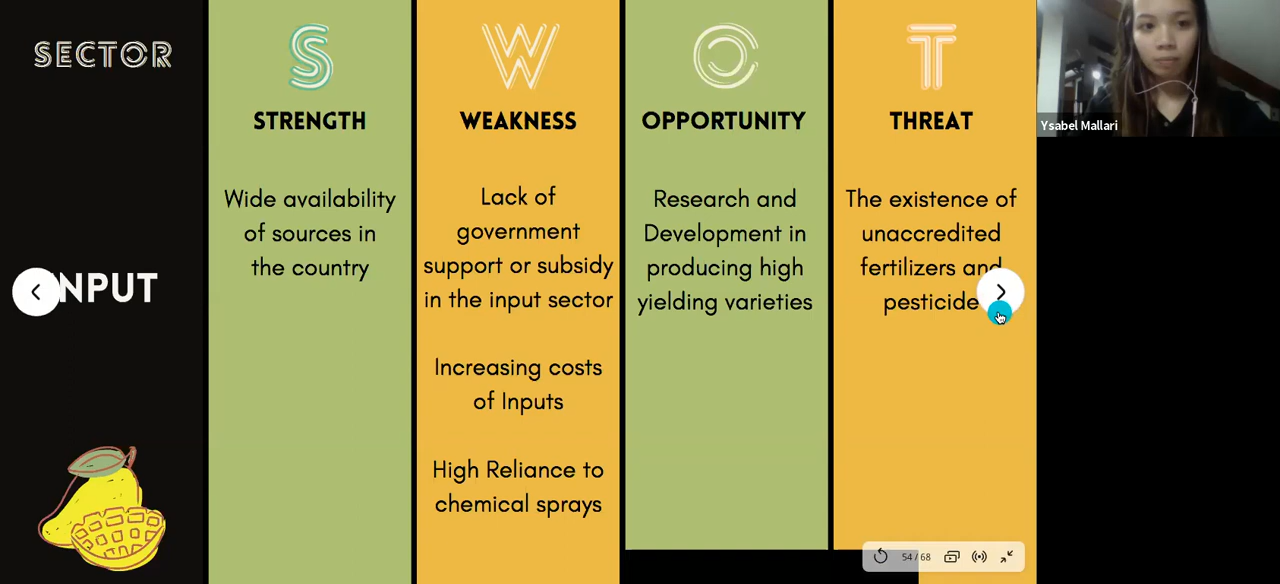 SECTOR
STRENGTH
WEAKNESS
OPPORTUNITY
THREAT
Ysabel Mallari
INPUT
Wide availability
of sources in
the country
Lack of
government
support or subsidy
in the input sector
Increasing costs
of Inputs
High Reliance to
chemical sprays
Research and
Development in
producing high
yielding varieties
The existence of
unaccredited
fertilizers and
pesticide
S
W
O
T
54 / 68